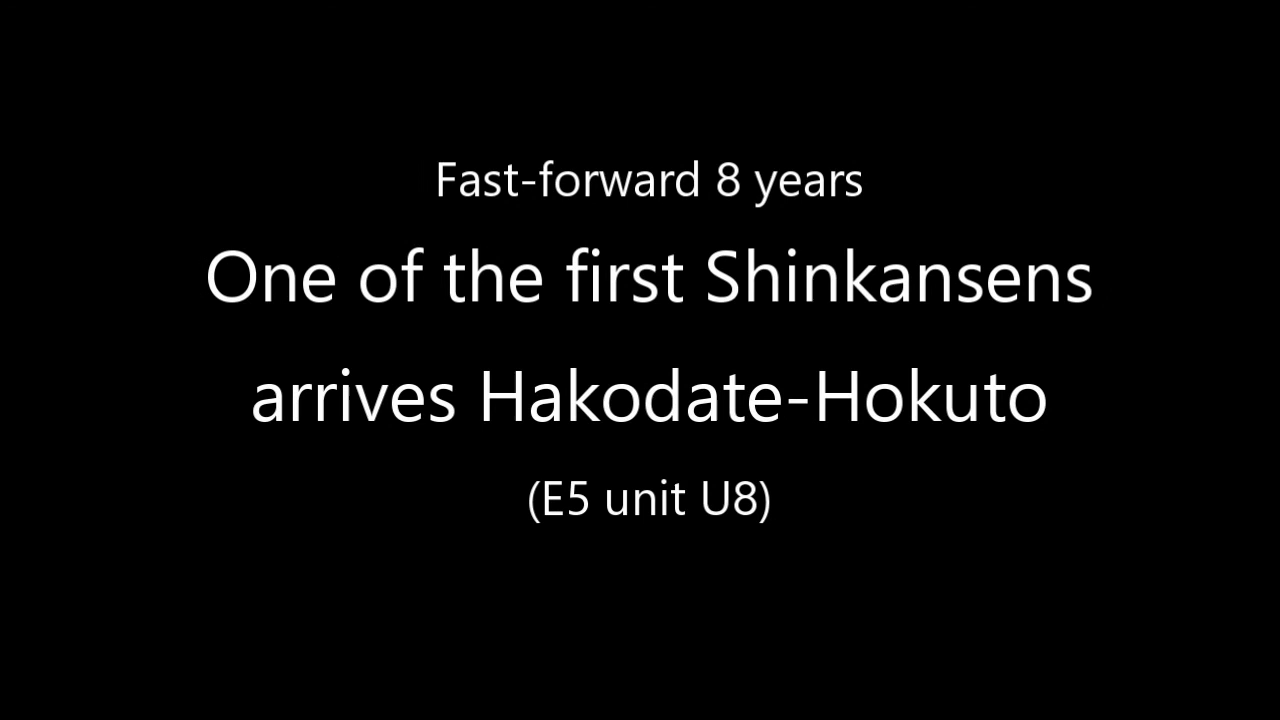 Fast-forward 8 years
One of the first Shinkansens
arrives Hakodate-Hokuto
(E5 unit U8)